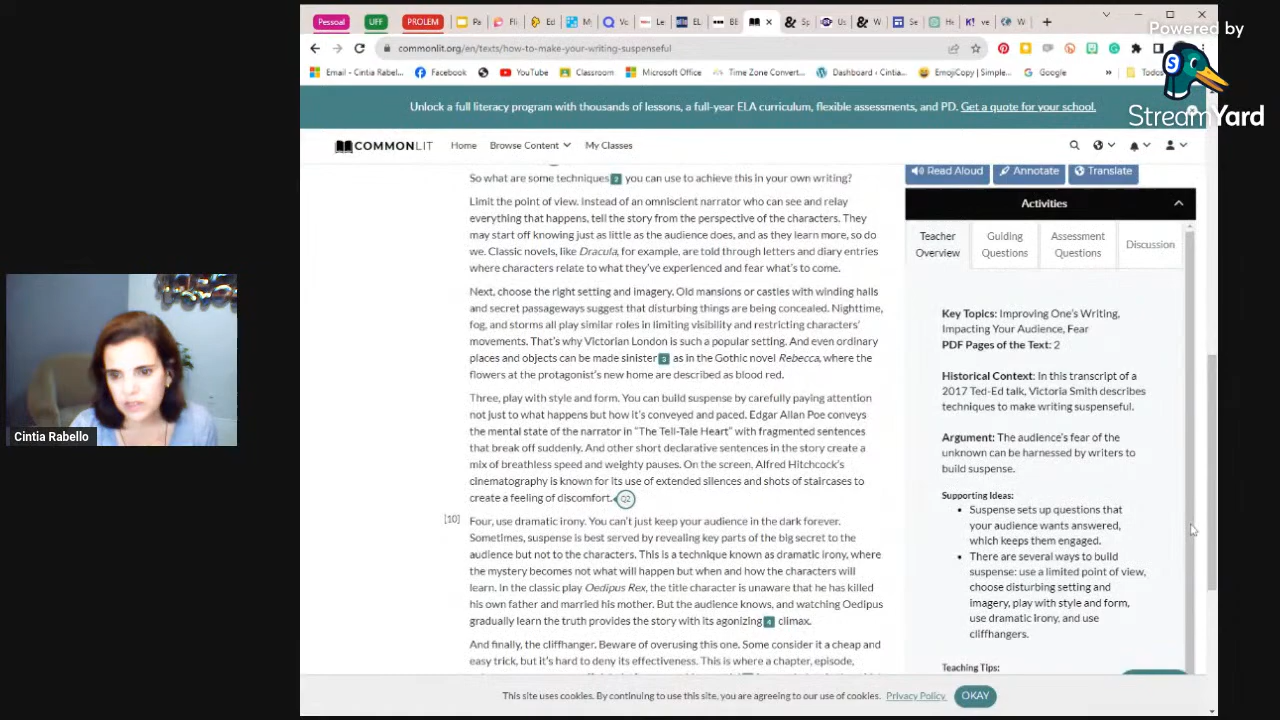 Powered by
StreamYard
Pessoal
UFF
PROLEM
commonlit.org/en/texts/how-to-make-your-writing-suspenseful
Email - Cintia Rabel...
Facebook
YouTube
Classroom
Microsoft Office
Time Zone Convert...
Dashboard ‹ Cintia...
EmojiCopy | Simple...
Google
»
Todos
Unlock a full literacy program with thousands of lessons, a full-year ELA curriculum, flexible assessments, and PD. Get a quote for your school.
COMMONLIT
Home
Browse Content
My Classes
So what are some techniques 2 you can use to achieve this in your own writing?
Limit the point of view. Instead of an omniscient narrator who can see and relay
everything that happens, tell the story from the perspective of the characters. They
may start off knowing just as little as the audience does, and as they learn more, so do
we. Classic novels, like Dracula, for example, are told through letters and diary entries
where characters relate to what they've experienced and fear what's to come.
Next, choose the right setting and imagery. Old mansions or castles with winding halls
and secret passageways suggest that disturbing things are being concealed. Nighttime,
fog, and storms all play similar roles in limiting visibility and restricting characters'
movements. That's why Victorian London is such a popular setting. And even ordinary
places and objects can be made sinister 3 as in the Gothic novel Rebecca, where the
flowers at the protagonist's new home are described as blood red.
Three, play with style and form. You can build suspense by carefully paying attention
not just to what happens but how it's conveyed and paced. Edgar Allan Poe conveys
the mental state of the narrator in "The Tell-Tale Heart" with fragmented sentences
that break off suddenly. And other short declarative sentences in the story create a
mix of breathless speed and weighty pauses. On the screen, Alfred Hitchcock's
cinematography is known for its use of extended silences and shots of staircases to
create a feeling of discomfort. Q2
[10] Four, use dramatic irony. You can't just keep your audience in the dark forever.
Sometimes, suspense is best served by revealing key parts of the big secret to the
audience but not to the characters. This is a technique known as dramatic irony, where
the mystery becomes not what will happen but when and how the characters will
learn. In the classic play Oedipus Rex, the title character is unaware that he has killed
his own father and married his mother. But the audience knows, and watching Oedipus
gradually learn the truth provides the story with its agonizing 4 climax.
And finally, the cliffhanger. Beware of overusing this one. Some consider it a cheap and
easy trick, but it's hard to deny its effectiveness. This is where a chapter, episode,
Read Aloud
Annotate
Translate
Activities
Teacher Overview
Guiding Questions
Assessment Questions
Discussion
Key Topics: Improving One's Writing,
Impacting Your Audience, Fear
PDF Pages of the Text: 2
Historical Context: In this transcript of a
2017 Ted-Ed talk, Victoria Smith describes
techniques to make writing suspenseful.
Argument: The audience's fear of the
unknown can be harnessed by writers to
build suspense.
Supporting Ideas:
• Suspense sets up questions that
your audience wants answered,
which keeps them engaged.
• There are several ways to build
suspense: use a limited point of view,
choose disturbing setting and
imagery, play with style and form,
use dramatic irony, and use
cliffhangers.
Teaching Tips:
This site uses cookies. By continuing to use this site, you are agreeing to our use of cookies. Privacy Policy
OKAY
Cintia Rabello